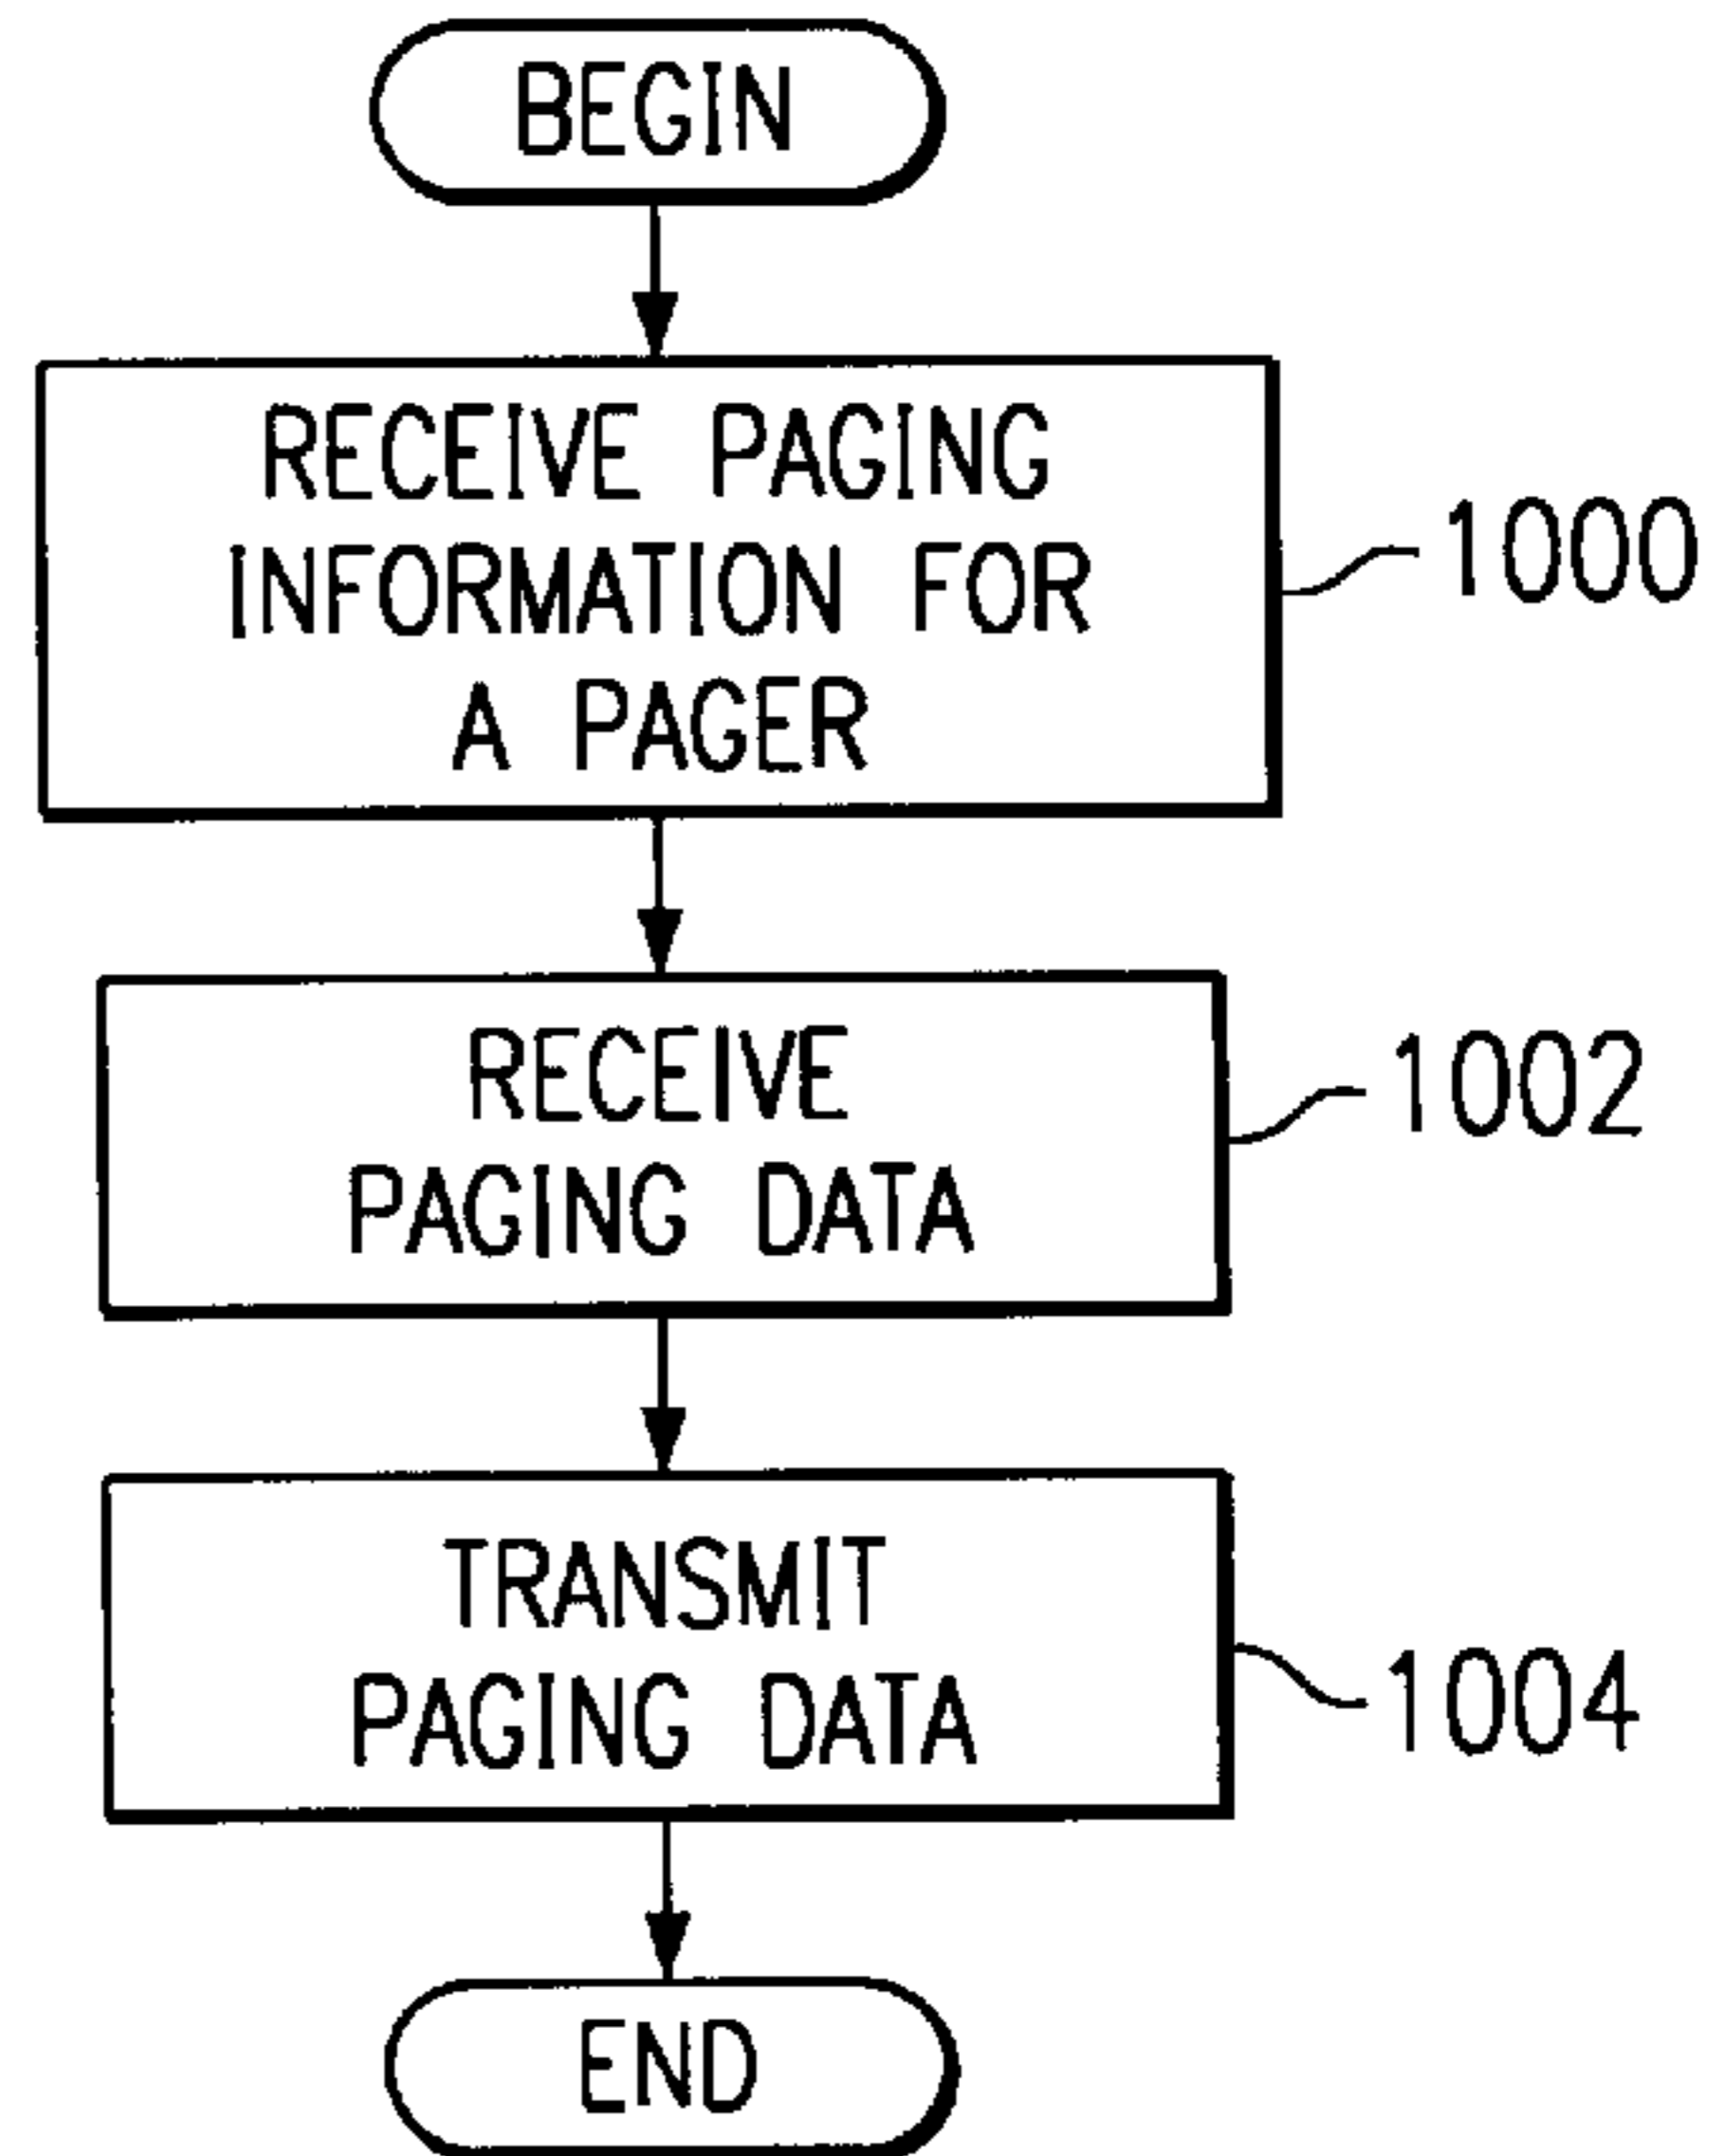 BEGIN
RECEIVE PAGING
INFORMATION FOR
A PAGER
1000
RECEIVE
PAGING DATA
1002
TRANSMIT
PAGING DATA
1004
END